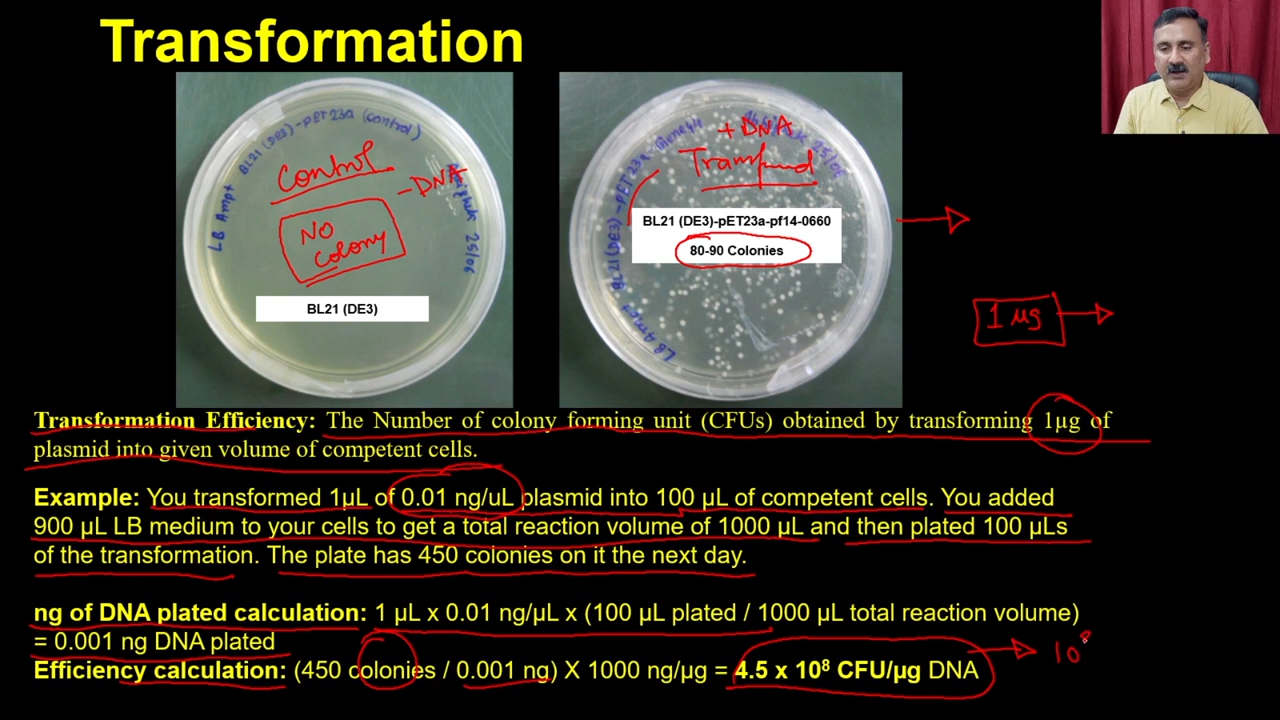 Transformation
BL21 (DE3)-pET23a (control)
LB Amp+
25/06
Control
- DNA
NO
Colony
BL21 (DE3)
+ DNA
25/06
BL21 (DE3)-pET23a-pf14-0660
80-90 Colonies
1 µg
Transformation Efficiency: The Number of colony forming unit (CFUs) obtained by transforming 1µg of
plasmid into given volume of competent cells.
Example: You transformed 1µL of 0.01 ng/uL plasmid into 100 µL of competent cells. You added
900 µL LB medium to your cells to get a total reaction volume of 1000 µL and then plated 100 µLs
of the transformation. The plate has 450 colonies on it the next day.
ng of DNA plated calculation: 1 µL x 0.01 ng/µL x (100 µL plated / 1000 µL total reaction volume)
= 0.001 ng DNA plated
Efficiency calculation: (450 colonies / 0.001 ng) X 1000 ng/µg = 4.5 x 10⁸ CFU/µg DNA
10⁸